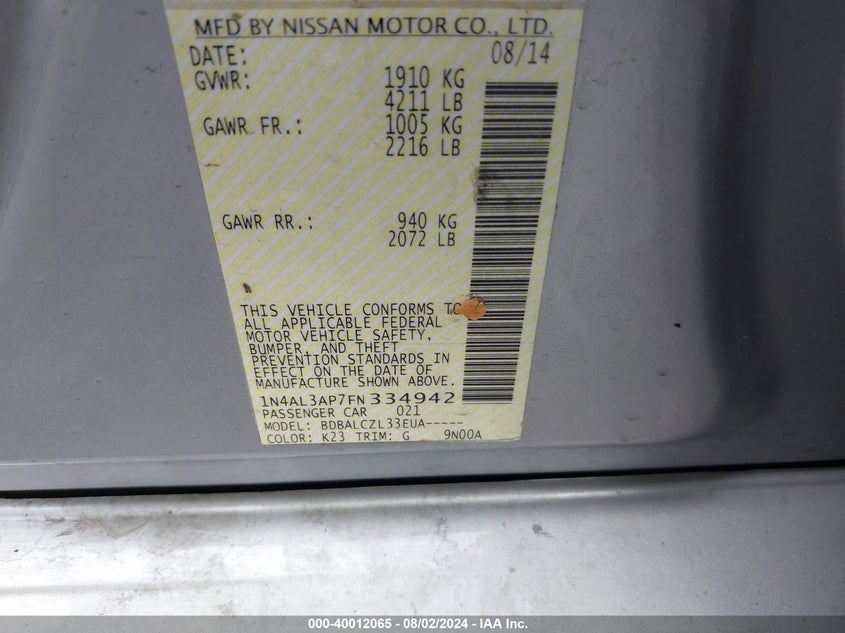 MFD BY NISSAN MOTOR CO., LTD.
DATE: 08/14
GVWR: 1910 KG
4211 LB
GAWR FR.: 1005 KG
2216 LB
GAWR RR.: 940 KG
2072 LB
THIS VEHICLE CONFORMS TO
ALL APPLICABLE FEDERAL
MOTOR VEHICLE SAFETY,
BUMPER, AND THEFT
PREVENTION STANDARDS IN
EFFECT ON THE DATE OF
MANUFACTURE SHOWN ABOVE.
1N4AL3AP7FN334942
PASSENGER CAR 021
MODEL: BDBALCZL33EUA-----
COLOR: K23 TRIM: G 9N00A
000-40012065 - 08/02/2024 - IAA Inc.